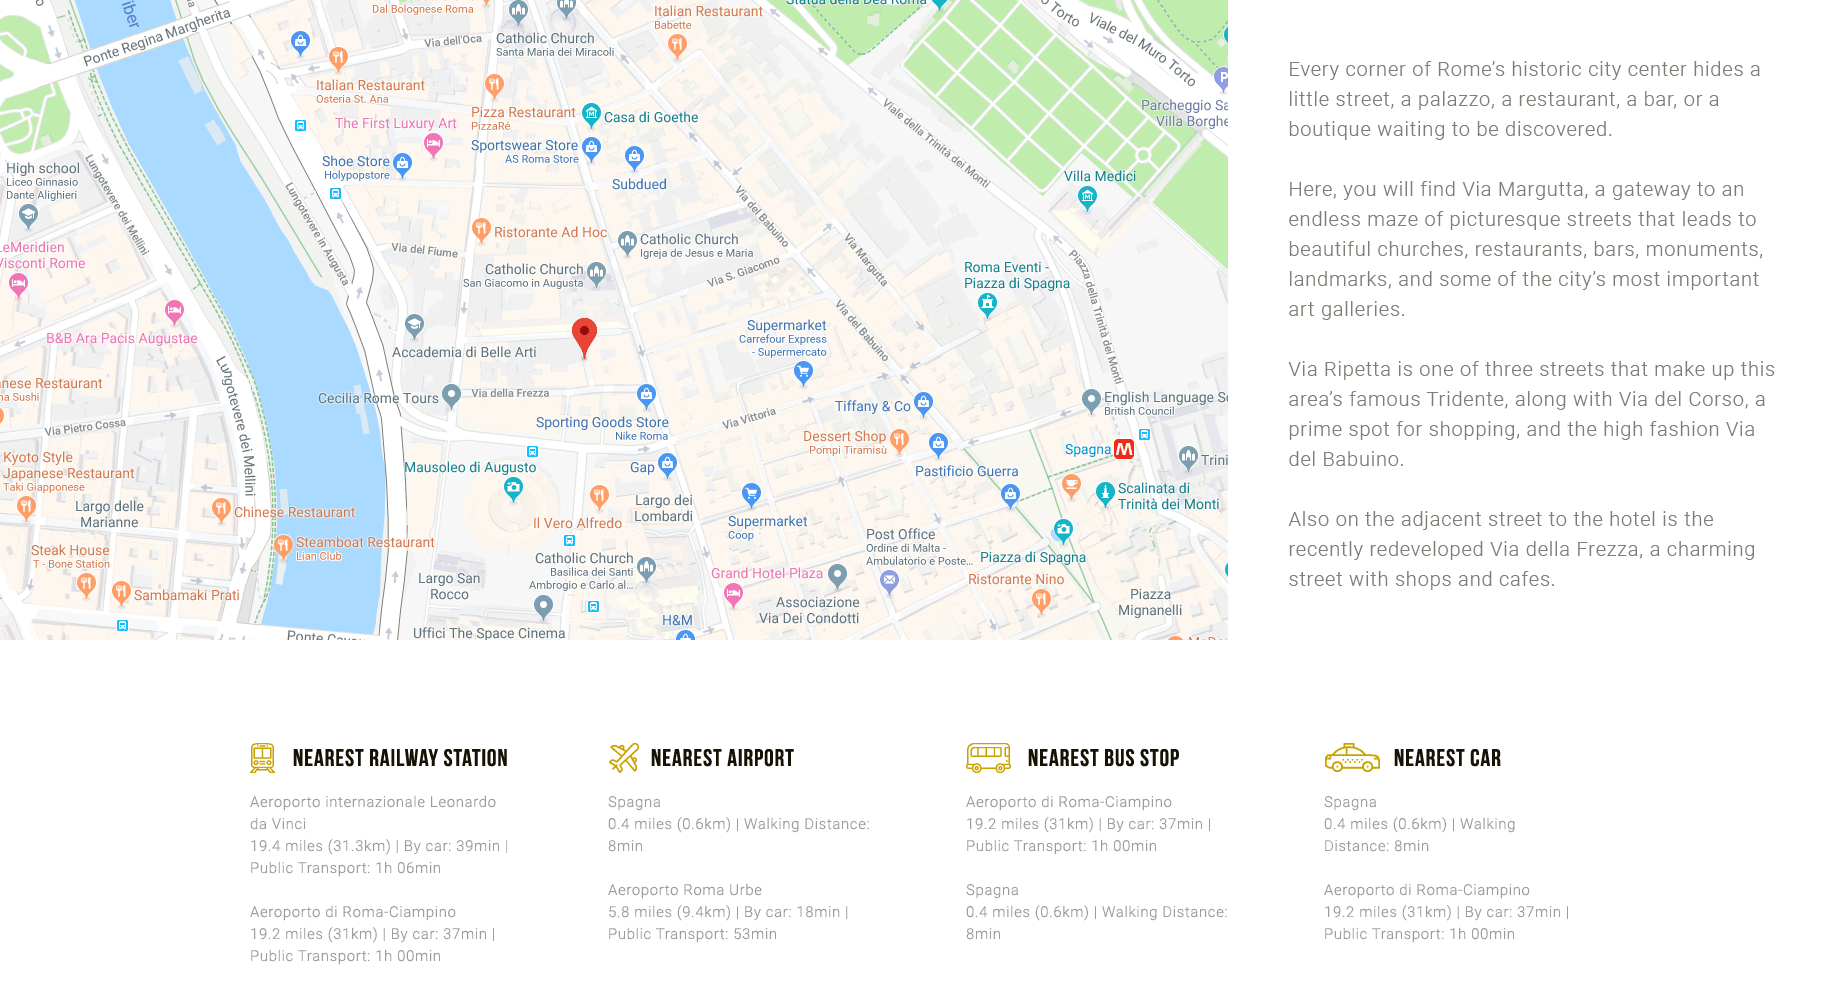 Ponte Regina Margherita
Tiber
Dal Bolognese Roma
Via dell'Oca
Catholic Church
Santa Maria dei Miracoli
Italian Restaurant
Babette
Statua della Dea Roma
Viale del Muro Torto
Torto
Italian Restaurant
Osteria St. Ana
Pizza Restaurant
PizzaRé
Casa di Goethe
The First Luxury Art
Sportswear Store
AS Roma Store
Shoe Store
Holypopstore
Subdued
Viale della Trinità dei Monti
Parcheggio Sa
Villa Borghe
Villa Medici
High school
Liceo Ginnasio
Dante Alighieri
Lungotevere dei Mellini
Lungotevere in Augusta
Via del Babuino
Via Margutta
Ristorante Ad Hoc
Catholic Church
Igreja de Jesus e Maria
Via del Fiume
LeMeridien
Visconti Rome
Catholic Church
San Giacomo in Augusta
Via S. Giacomo
Roma Eventi -
Piazza di Spagna
Piazza della Trinità dei Monti
B&B Ara Pacis Augustae
Supermarket
Carrefour Express
- Supermercato
Via del Babuino
Accademia di Belle Arti
Lungotevere dei Mellini
nese Restaurant
na Sushi
Cecilia Rome Tours
Via della Frezza
Tiffany & Co
English Language S
British Council
Via Pietro Cossa
Sporting Goods Store
Nike Roma
Via Vittoria
Dessert Shop
Pompi Tiramisù
Spagna
M
Trini
Kyoto Style
Japanese Restaurant
Taki Giapponese
Mausoleo di Augusto
Gap
Pastificio Guerra
Scalinata di
Trinità dei Monti
Largo delle
Marianne
Chinese Restaurant
Il Vero Alfredo
Largo dei
Lombardi
Supermarket
Coop
Post Office
Ordine di Malta -
Ambulatorio e Poste...
Steak House
T - Bone Station
Steamboat Restaurant
Lian Club
Catholic Church
Basilica dei Santi
Ambrogio e Carlo al...
Grand Hotel Plaza
Piazza di Spagna
Ristorante Nino
Sambamaki Prati
Largo San
Rocco
Associazione
Via Dei Condotti
Piazza
Mignanelli
H&M
Ponte Cavour
Uffici The Space Cinema
Every corner of Rome’s historic city center hides a
little street, a palazzo, a restaurant, a bar, or a
boutique waiting to be discovered.
Here, you will find Via Margutta, a gateway to an
endless maze of picturesque streets that leads to
beautiful churches, restaurants, bars, monuments,
landmarks, and some of the city’s most important
art galleries.
Via Ripetta is one of three streets that make up this
area’s famous Tridente, along with Via del Corso, a
prime spot for shopping, and the high fashion Via
del Babuino.
Also on the adjacent street to the hotel is the
recently redeveloped Via della Frezza, a charming
street with shops and cafes.
NEAREST RAILWAY STATION
Aeroporto internazionale Leonardo
da Vinci
19.4 miles (31.3km) | By car: 39min |
Public Transport: 1h 06min
Aeroporto di Roma-Ciampino
19.2 miles (31km) | By car: 37min |
Public Transport: 1h 00min
NEAREST AIRPORT
Spagna
0.4 miles (0.6km) | Walking Distance:
8min
Aeroporto Roma Urbe
5.8 miles (9.4km) | By car: 18min |
Public Transport: 53min
NEAREST BUS STOP
Aeroporto di Roma-Ciampino
19.2 miles (31km) | By car: 37min |
Public Transport: 1h 00min
Spagna
0.4 miles (0.6km) | Walking Distance:
8min
NEAREST CAR
Spagna
0.4 miles (0.6km) | Walking
Distance: 8min
Aeroporto di Roma-Ciampino
19.2 miles (31km) | By car: 37min |
Public Transport: 1h 00min